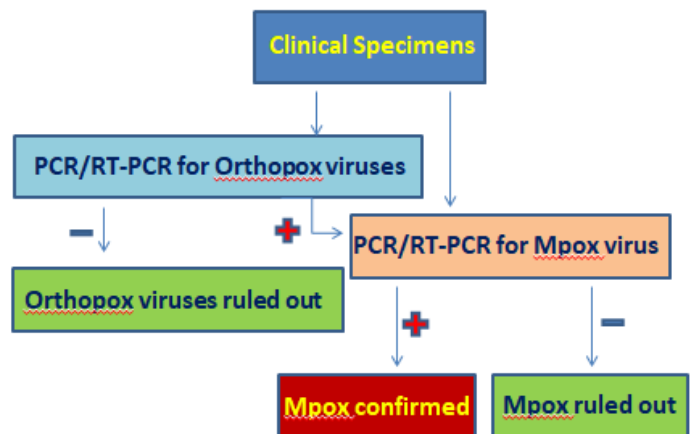 Clinical Specimens
PCR/RT-PCR for Orthopox viruses
PCR/RT-PCR for Mpox virus
Orthopox viruses ruled out
Mpox confirmed
Mpox ruled out